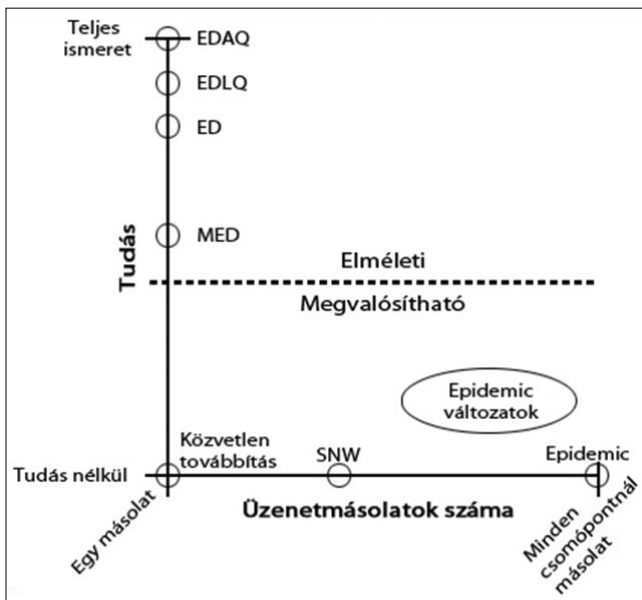 Teljes
ismeret
EDAQ
EDLQ
ED
MED
Tudás
Elméleti
Megvalósítható
Epidemic
változatok
Közvetlen
továbbítás
SNW
Epidemic
Tudás nélkül
Egy másolat
Üzenetmásolatok száma
Minden
csomópontnál
másolat